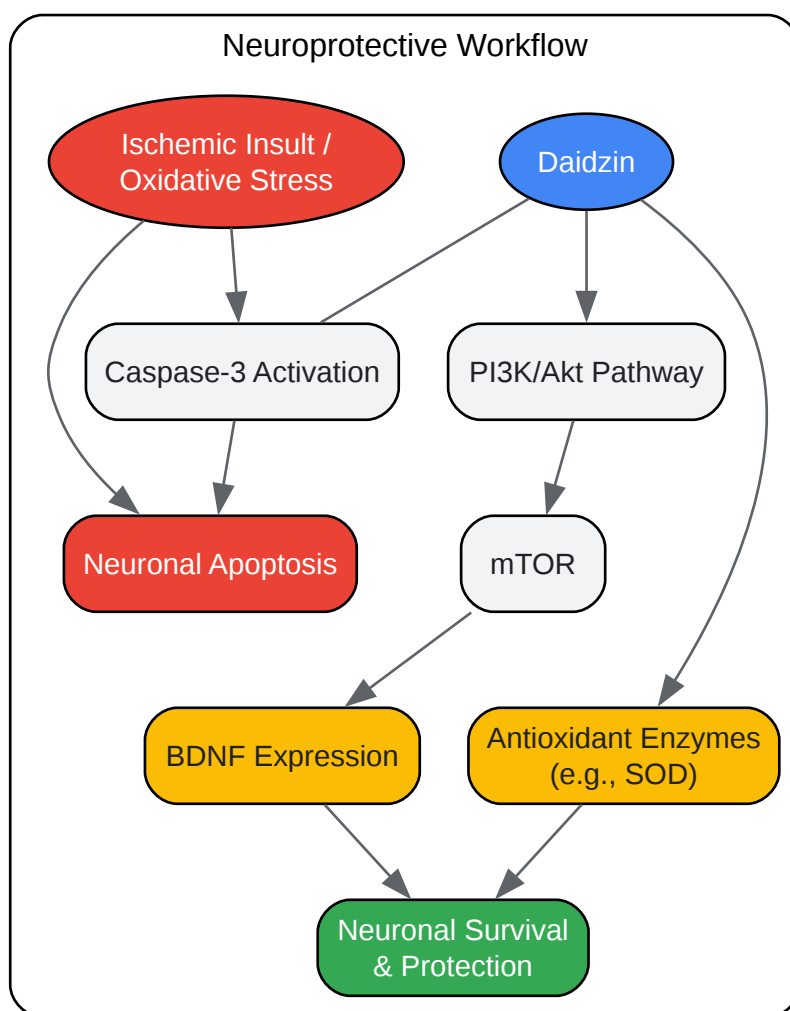 Neuroprotective Workflow
Ischemic Insult /
Oxidative Stress
Daidzin
Caspase-3 Activation
PI3K/Akt Pathway
Neuronal Apoptosis
mTOR
BDNF Expression
Antioxidant Enzymes
(e.g., SOD)
Neuronal Survival
& Protection